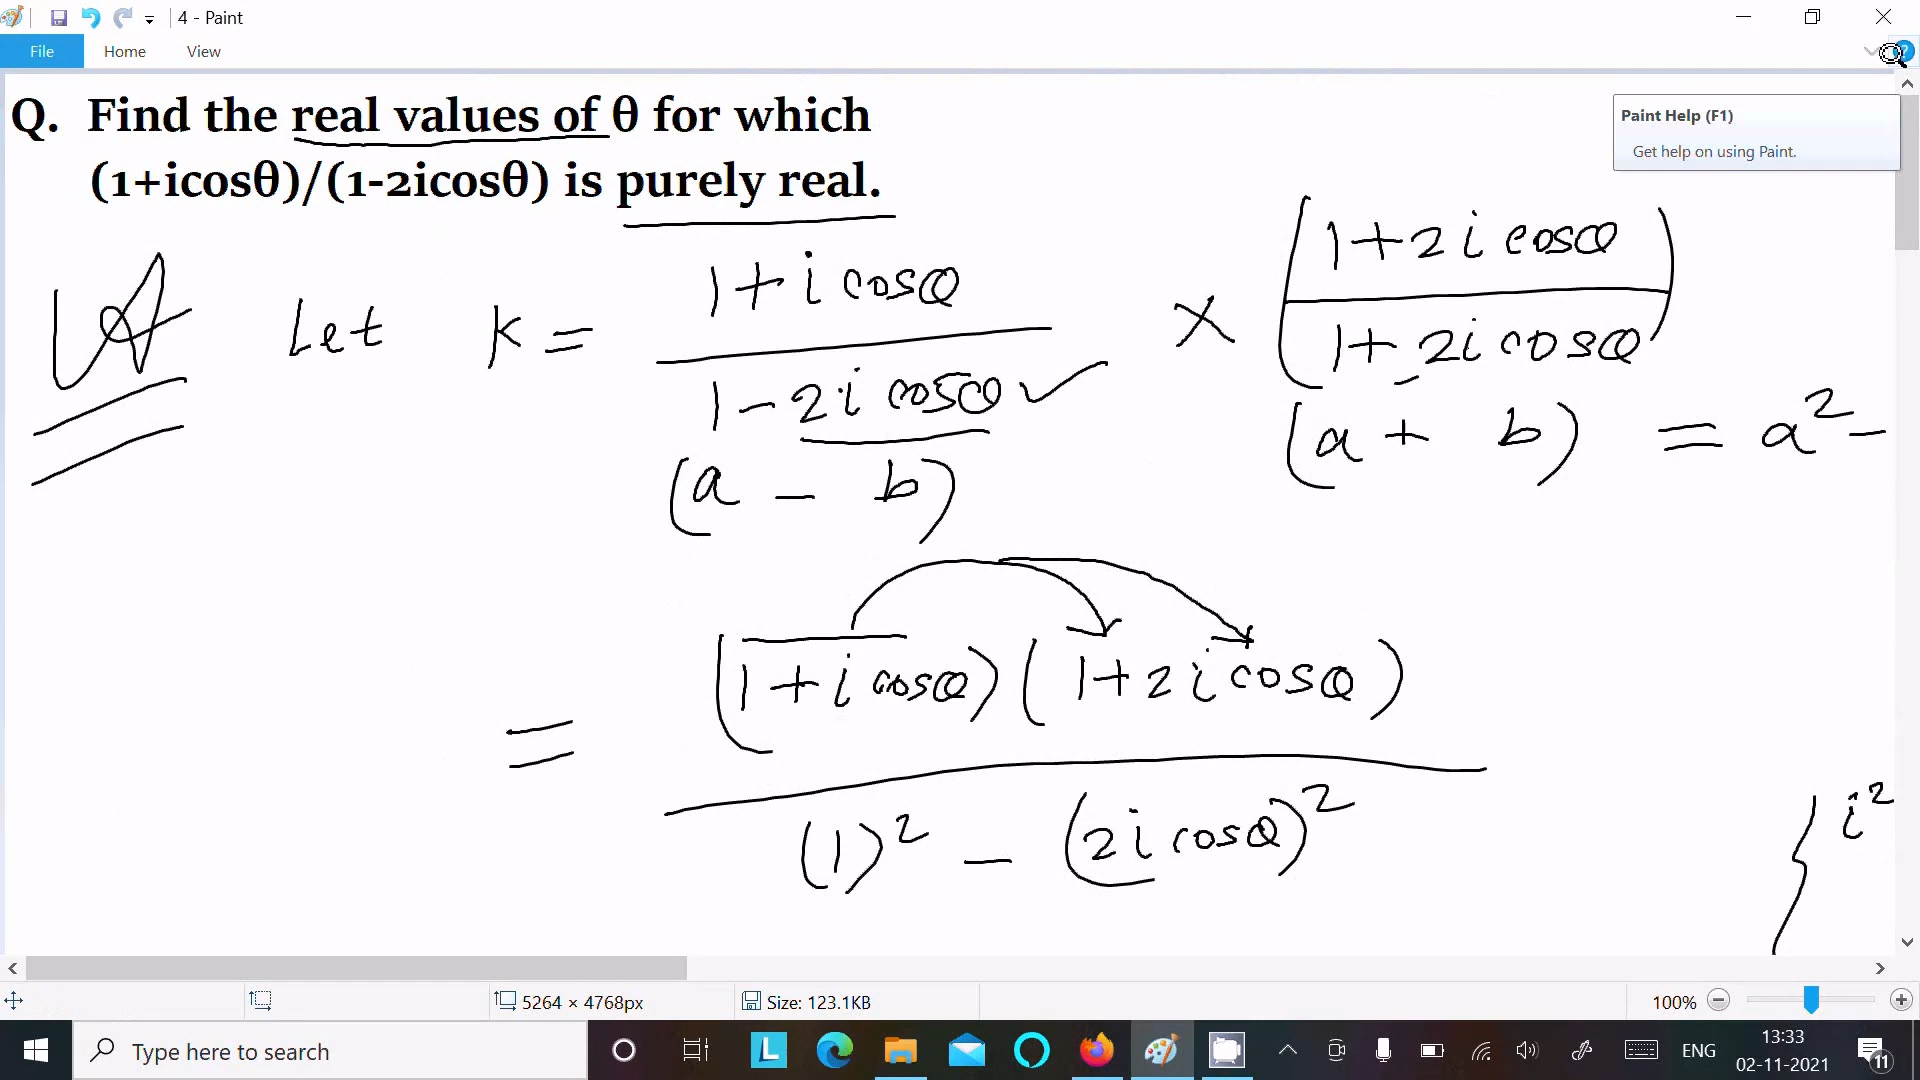 4 - Paint
File Home View
Paint Help (F1)
Get help on using Paint.
Q. Find the real values of θ for which
(1+icosθ)/(1-2icosθ) is purely real.
Let K = 1+i cosθ / 1-2i cosθ × (1+2i cosθ / 1+2i cosθ)
(a - b) (a + b) = a² -
= (1+i cosθ)(1+2i cosθ)
(1)² - (2i cosθ)²
{ i²
5264 × 4768px Size: 123.1KB 100%
Type here to search
L
ENG
13:33
02-11-2021
11